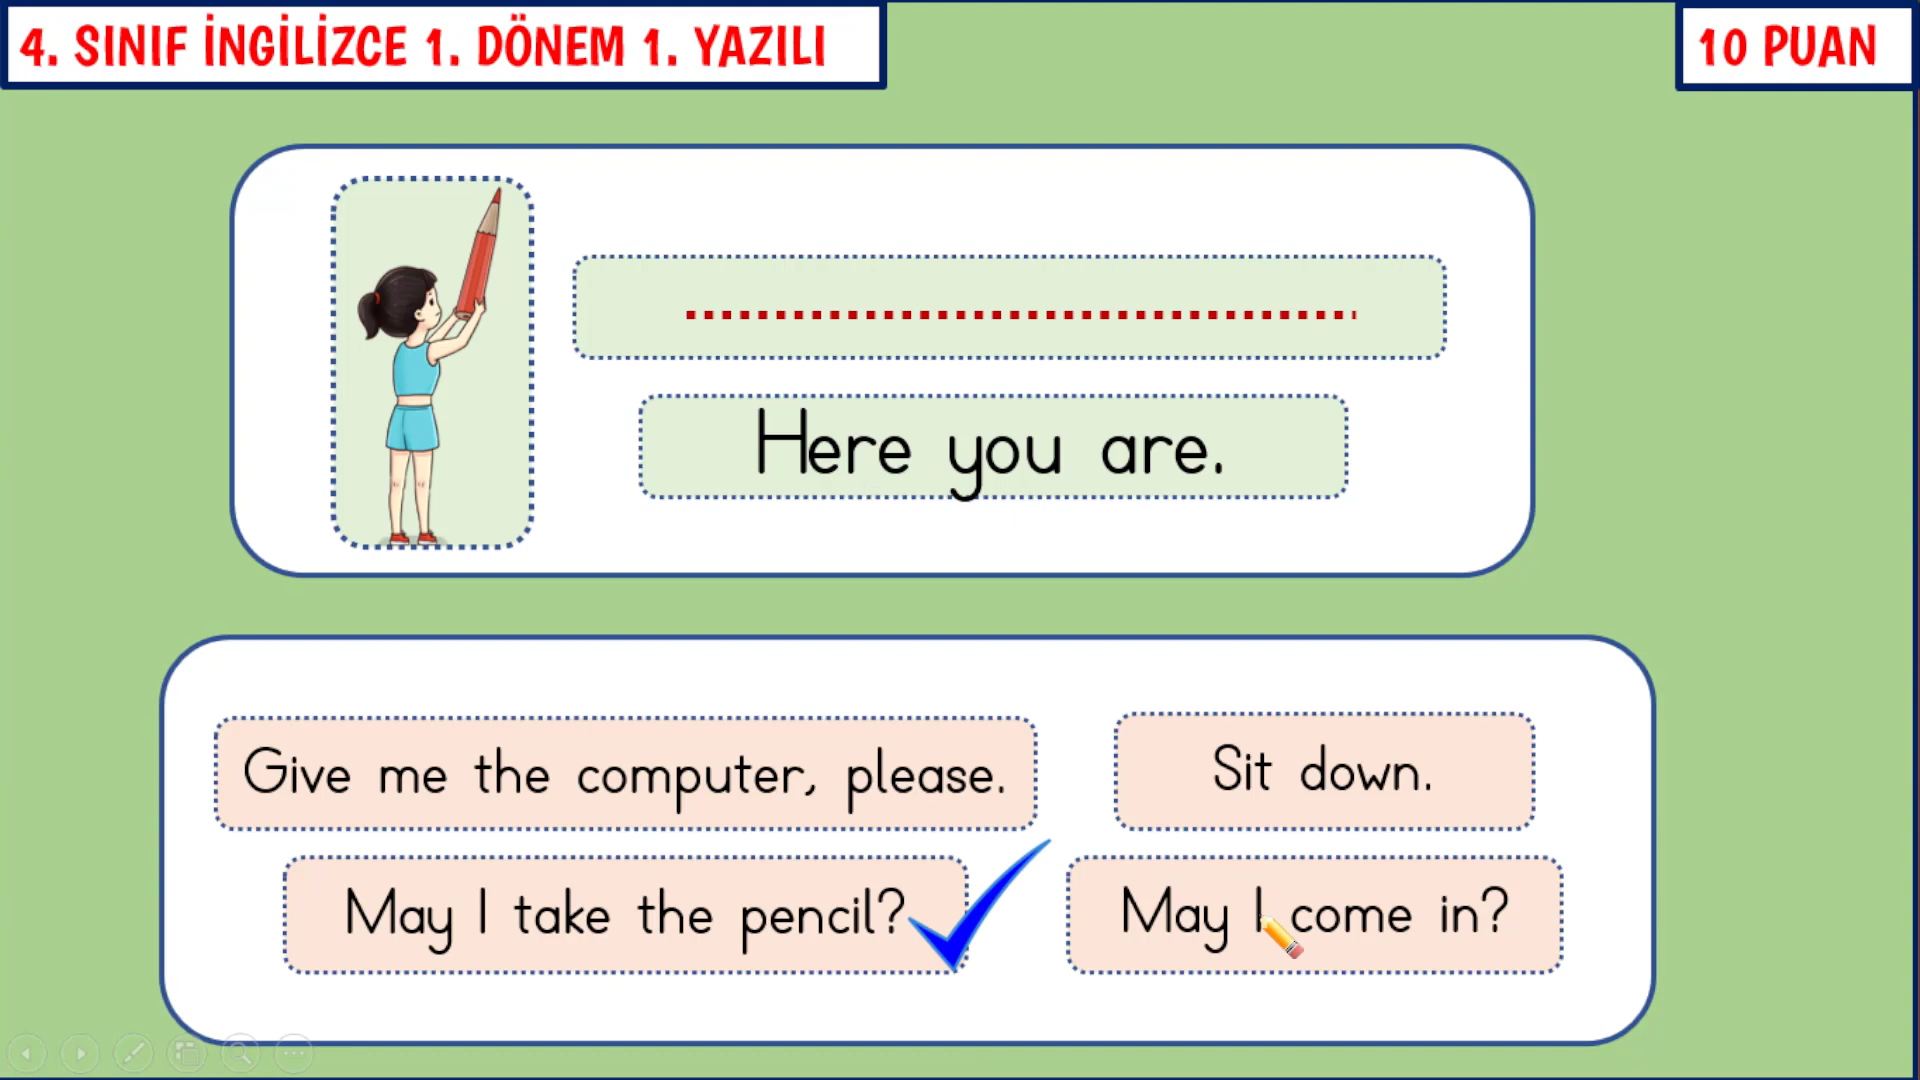 4. SINIF İNGİLİZCE 1. DÖNEM 1. YAZILI
10 PUAN
Here you are.
Give me the computer, please.
Sit down.
May I take the pencil?
May I come in?